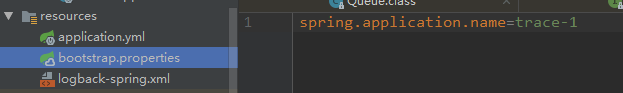 resources
application.yml
bootstrap.properties
logback-spring.xml
Queue.class
1
spring.application.name=trace-1